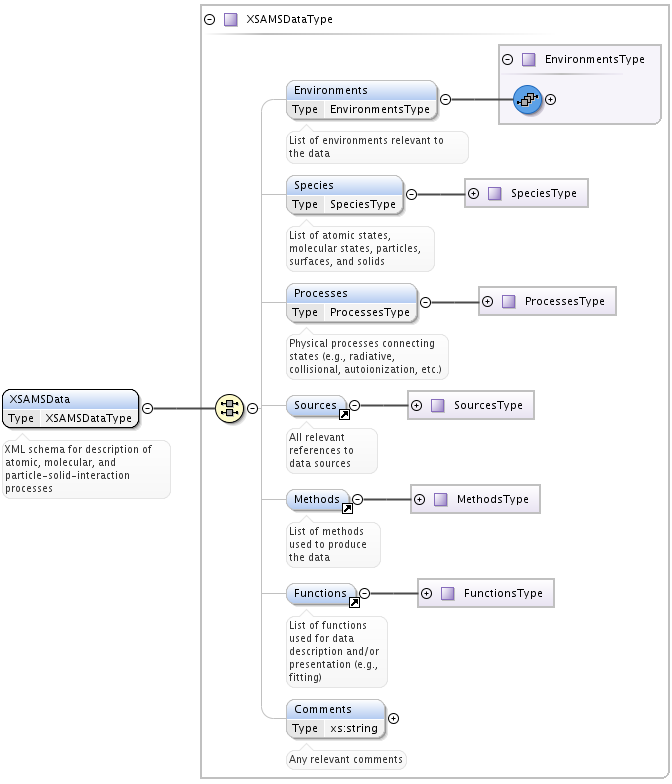 XSAMSDataType
EnvironmentsType
Environments
Type EnvironmentsType
List of environments relevant to
the data
Species
Type SpeciesType
SpeciesType
List of atomic states,
molecular states, particles,
surfaces, and solids
Processes
Type ProcessesType
ProcessesType
Physical processes connecting
states (e.g., radiative,
collisional, autoionization, etc.)
XSAMSData
Type XSAMSDataType
XML schema for description of
atomic, molecular, and
particle-solid-interaction
processes
Sources
SourcesType
All relevant
references to
data sources
Methods
MethodsType
List of methods
used to produce
the data
Functions
FunctionsType
List of functions
used for data
description and/or
presentation (e.g.,
fitting)
Comments
Type xs:string
Any relevant comments